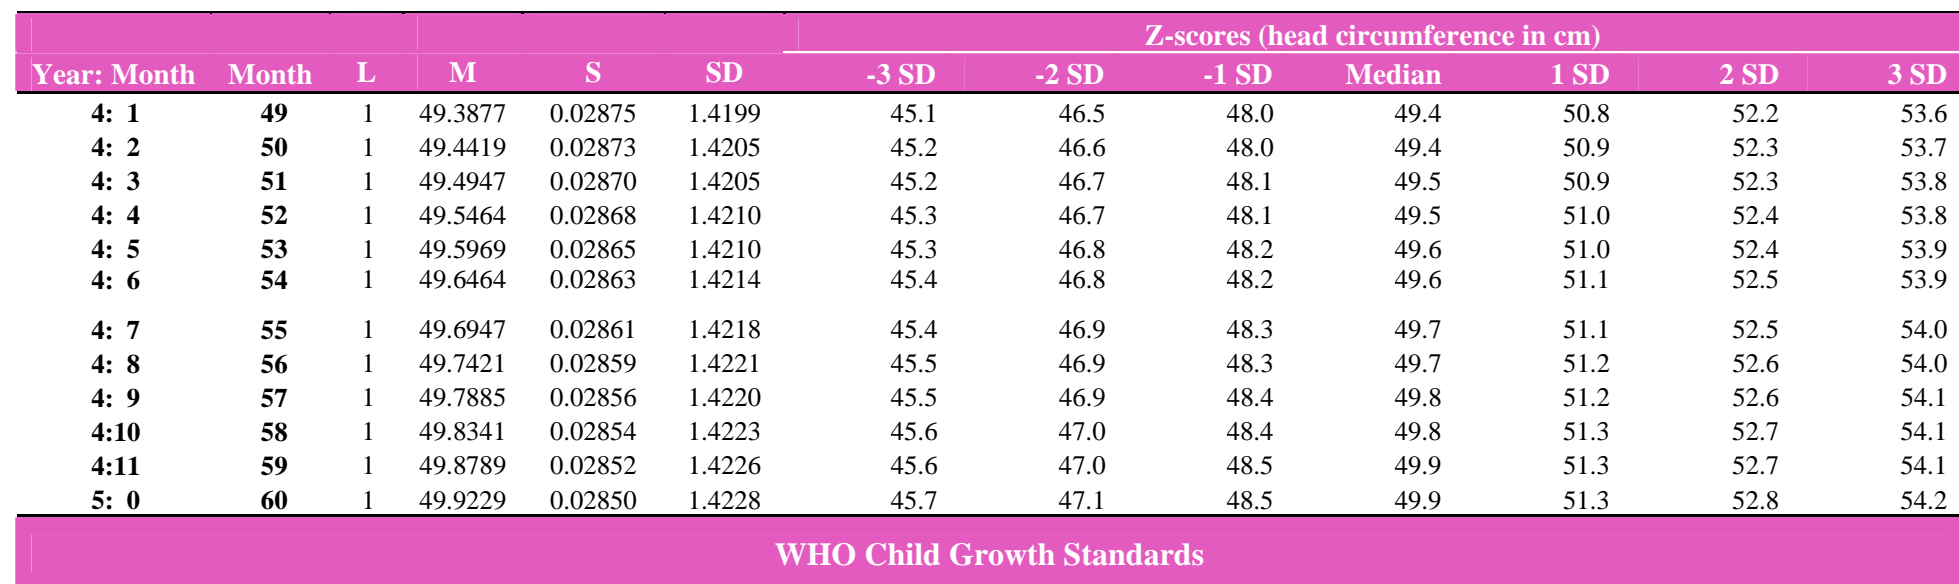 Z-scores (head circumference in cm)
Year: Month Month L M S SD -3 SD -2 SD -1 SD Median 1 SD 2 SD 3 SD
4: 1 49 1 49.3877 0.02875 1.4199 45.1 46.5 48.0 49.4 50.8 52.2 53.6
4: 2 50 1 49.4419 0.02873 1.4205 45.2 46.6 48.0 49.4 50.9 52.3 53.7
4: 3 51 1 49.4947 0.02870 1.4205 45.2 46.7 48.1 49.5 50.9 52.3 53.8
4: 4 52 1 49.5464 0.02868 1.4210 45.3 46.7 48.1 49.5 51.0 52.4 53.8
4: 5 53 1 49.5969 0.02865 1.4210 45.3 46.8 48.2 49.6 51.0 52.4 53.9
4: 6 54 1 49.6464 0.02863 1.4214 45.4 46.8 48.2 49.6 51.1 52.5 53.9
4: 7 55 1 49.6947 0.02861 1.4218 45.4 46.9 48.3 49.7 51.1 52.5 54.0
4: 8 56 1 49.7421 0.02859 1.4221 45.5 46.9 48.3 49.7 51.2 52.6 54.0
4: 9 57 1 49.7885 0.02856 1.4220 45.5 46.9 48.4 49.8 51.2 52.6 54.1
4:10 58 1 49.8341 0.02854 1.4223 45.6 47.0 48.4 49.8 51.3 52.7 54.1
4:11 59 1 49.8789 0.02852 1.4226 45.6 47.0 48.5 49.9 51.3 52.7 54.1
5: 0 60 1 49.9229 0.02850 1.4228 45.7 47.1 48.5 49.9 51.3 52.8 54.2
WHO Child Growth Standards